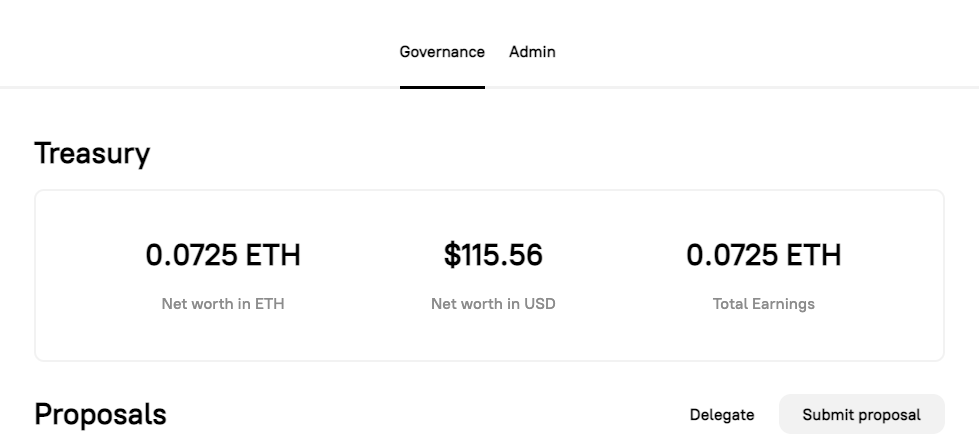 Governance Admin
Treasury
0.0725 ETH $115.56 0.0725 ETH
Net worth in ETH Net worth in USD Total Earnings
Proposals Delegate Submit proposal